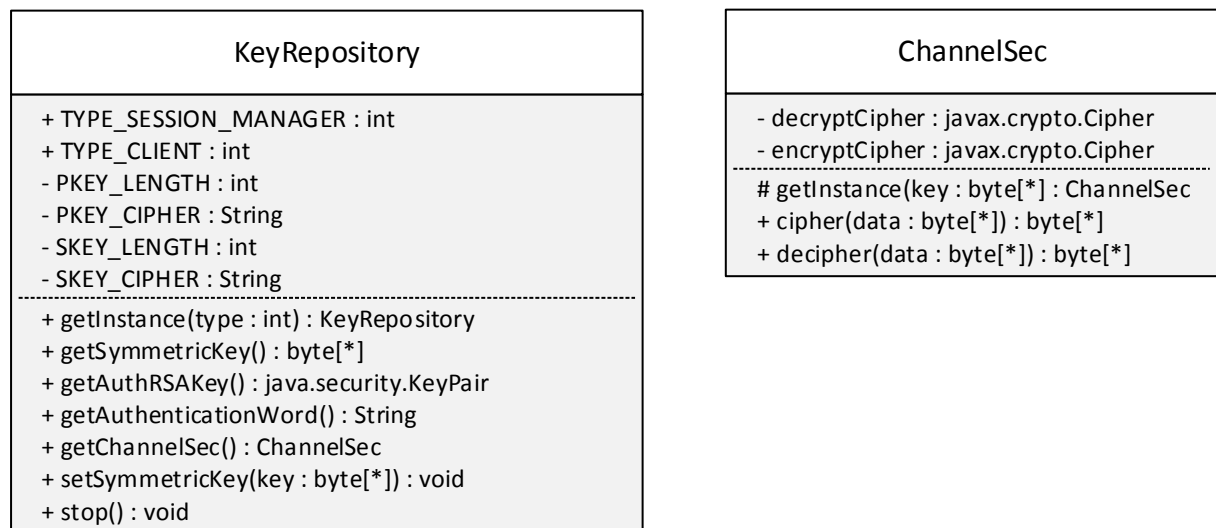 KeyRepository
+ TYPE_SESSION_MANAGER : int
+ TYPE_CLIENT : int
- PKEY_LENGTH : int
- PKEY_CIPHER : String
- SKEY_LENGTH : int
- SKEY_CIPHER : String
+ getInstance(type : int) : KeyRepository
+ getSymmetricKey() : byte[*]
+ getAuthRSAKey() : java.security.KeyPair
+ getAuthenticationWord() : String
+ getChannelSec() : ChannelSec
+ setSymmetricKey(key : byte[*]) : void
+ stop() : void
ChannelSec
- decryptCipher : javax.crypto.Cipher
- encryptCipher : javax.crypto.Cipher
# getInstance(key : byte[*] : ChannelSec
+ cipher(data : byte[*]) : byte[*]
+ decipher(data : byte[*]) : byte[*]